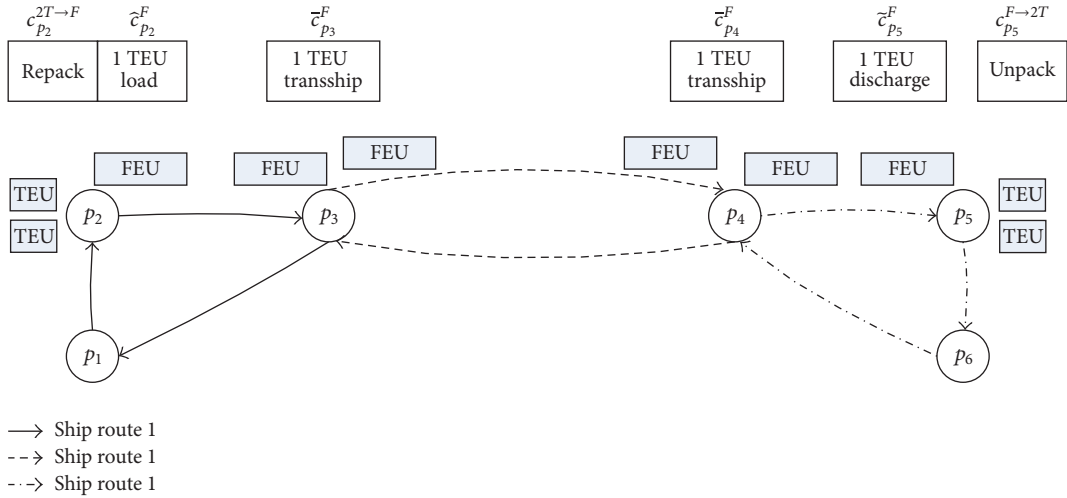 c_{p_2}^{2T→F} ĉ_{p_2}^{F} c̄_{p_3}^{F} c̄_{p_4}^{F} c̃_{p_5}^{F} c_{p_5}^{F→2T}
Repack 1 TEU load 1 TEU transship 1 TEU transship 1 TEU discharge Unpack
FEU FEU FEU FEU FEU FEU
TEU p_2 p_3 p_4 p_5 TEU
TEU TEU
p_1 p_6
Ship route 1
Ship route 1
Ship route 1